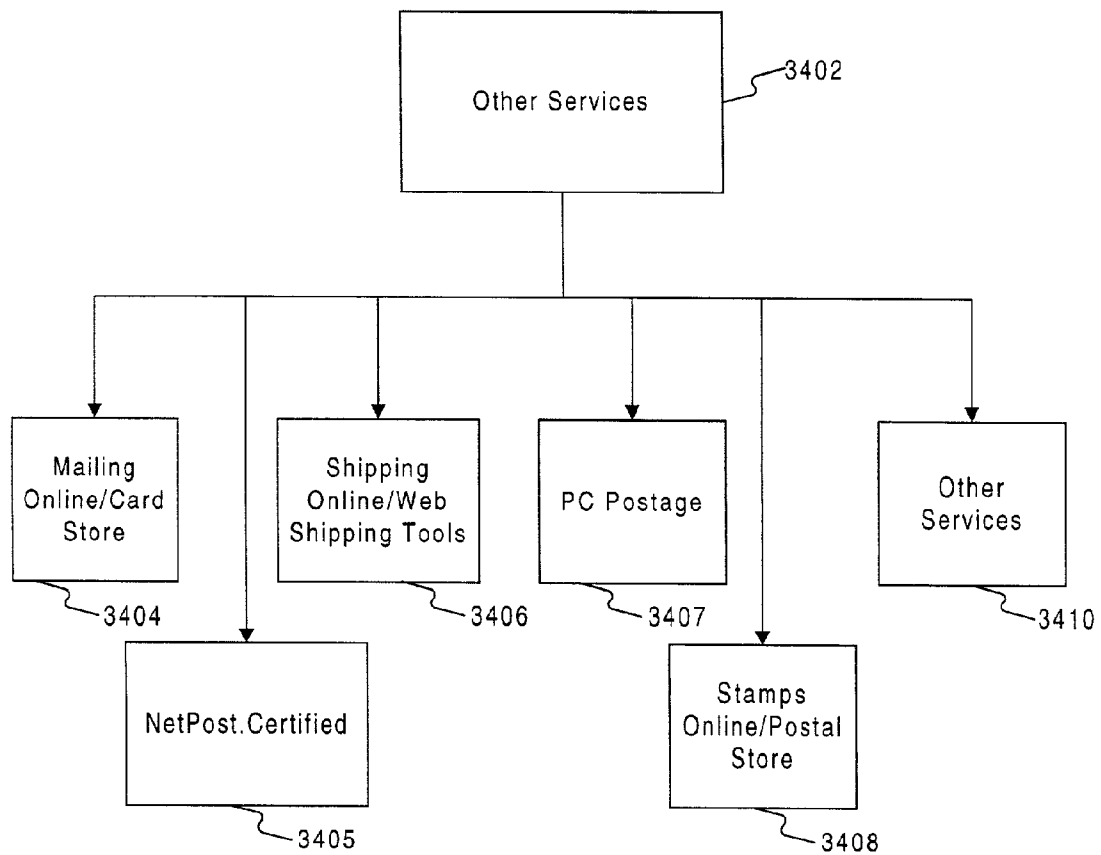 Other Services
3402
Mailing
Online/Card
Store
3404
Shipping
Online/Web
Shipping Tools
3406
PC Postage
3407
Other
Services
3410
NetPost.Certified
3405
Stamps
Online/Postal
Store
3408